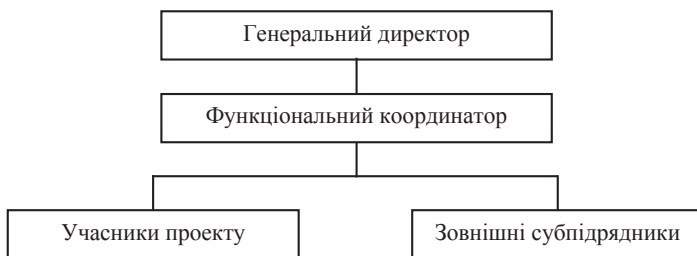 Генеральний директор
Функціональний координатор
Учасники проекту
Зовнішні субпідрядники